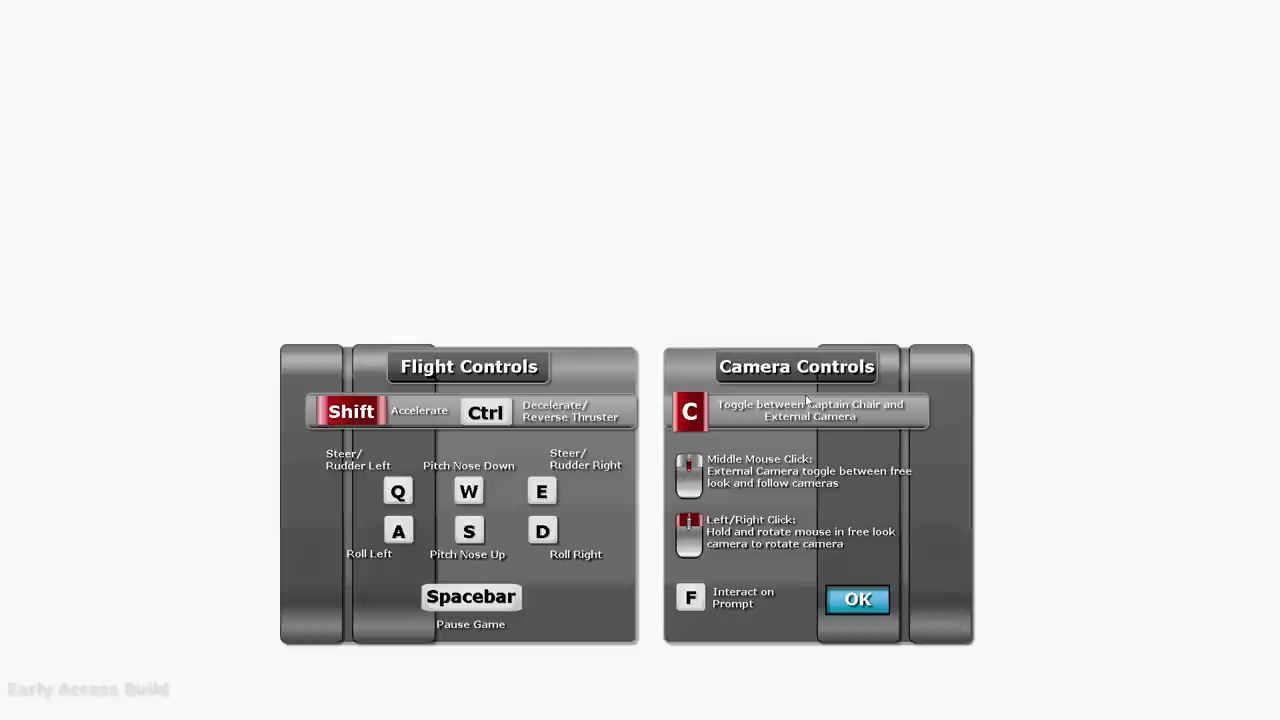 Flight Controls
Shift Accelerate Ctrl Decelerate/
Reverse Thruster
Steer/
Rudder Left
Pitch Nose Down
Steer/
Rudder Right
Q W E
A S D
Roll Left Pitch Nose Up Roll Right
Spacebar
Pause Game
Camera Controls
C Toggle between Captain Chair and
External Camera
Middle Mouse Click:
External Camera toggle between free
look and follow cameras
Left/Right Click:
Hold and rotate mouse in free look
camera to rotate camera
F Interact on
Prompt
OK
Early Access Build